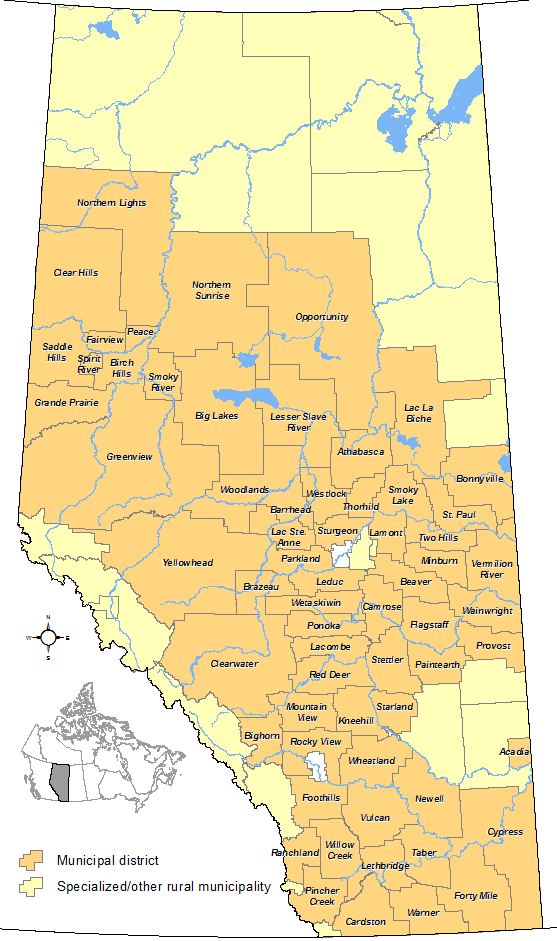 Northern Lights
Clear Hills
Northern
Sunrise
Opportunity
Peace
Fairview
Saddle
Hills
Spirit
River
Birch
Hills
Smoky
River
Grande Prairie
Big Lakes
Lesser Slave
River
Lac La
Biche
Greenview
Athabasca
Bonnyville
Woodlands
Westlock
Smoky
Lake
Barrhead
Thorhild
St. Paul
Lac Ste.
Anne
Sturgeon
Lamont
Two Hills
Yellowhead
Parkland
Minburn
Vermilion
River
Brazeau
Leduc
Beaver
Wetaskiwin
Camrose
Wainwright
Ponoka
Flagstaff
Lacombe
Provost
Clearwater
Stettler
Paintearth
Red Deer
Mountain
View
Starland
Kneehill
Bighorn
Rocky View
Acadia
Wheatland
Foothills
Newell
Vulcan
Cypress
Ranchland
Willow
Creek
Taber
Lethbridge
Pincher
Creek
Forty Mile
Warner
Cardston
N
W E
S
Municipal district
Specialized/other rural municipality